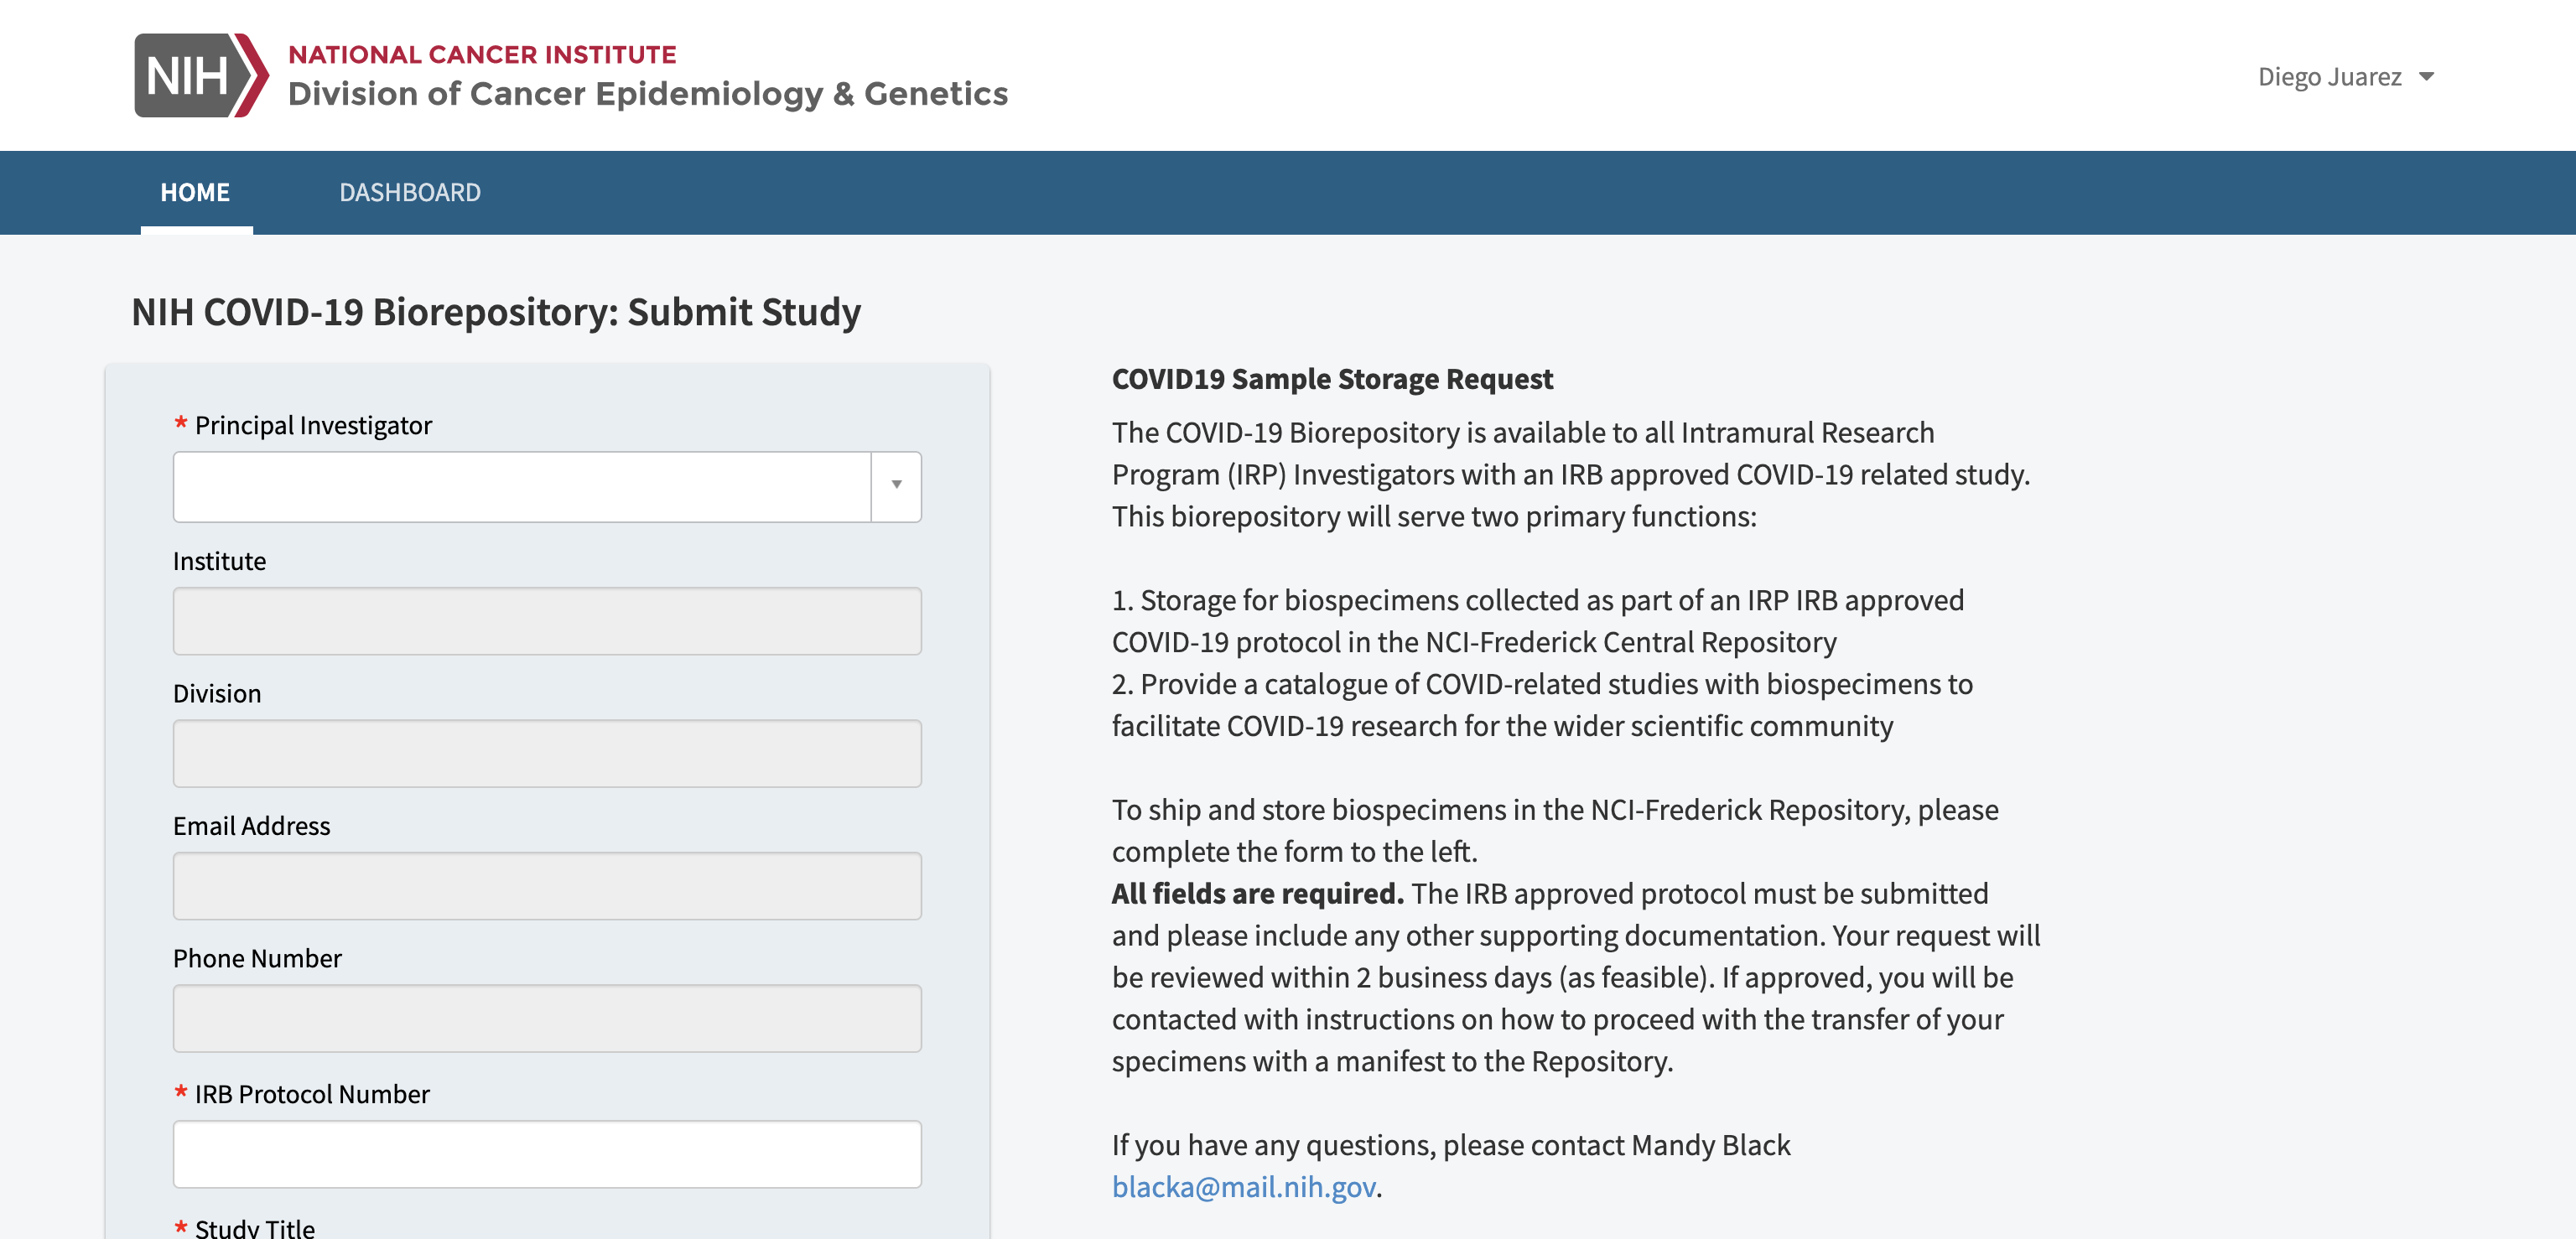 NIH
NATIONAL CANCER INSTITUTE
Division of Cancer Epidemiology & Genetics
Diego Juarez
HOME
DASHBOARD
NIH COVID-19 Biorepository: Submit Study
* Principal Investigator
Institute
Division
Email Address
Phone Number
* IRB Protocol Number
* Study Title
COVID19 Sample Storage Request
The COVID-19 Biorepository is available to all Intramural Research
Program (IRP) Investigators with an IRB approved COVID-19 related study.
This biorepository will serve two primary functions:
1. Storage for biospecimens collected as part of an IRP IRB approved
COVID-19 protocol in the NCI-Frederick Central Repository
2. Provide a catalogue of COVID-related studies with biospecimens to
facilitate COVID-19 research for the wider scientific community
To ship and store biospecimens in the NCI-Frederick Repository, please
complete the form to the left.
All fields are required. The IRB approved protocol must be submitted
and please include any other supporting documentation. Your request will
be reviewed within 2 business days (as feasible). If approved, you will be
contacted with instructions on how to proceed with the transfer of your
specimens with a manifest to the Repository.
If you have any questions, please contact Mandy Black
blacka@mail.nih.gov.